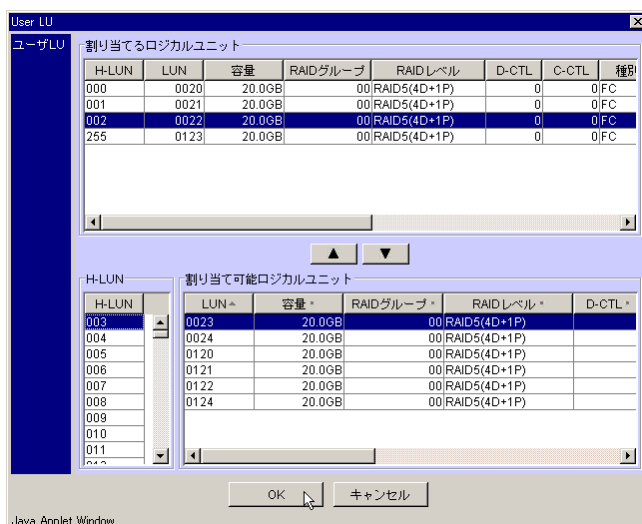 User LU
ユーザLU
割り当てるロジカルユニット
H-LUN LUN 容量 RAIDグループ RAIDレベル D-CTL C-CTL 種別
000 0020 20.0GB 00 RAID5(4D+1P) 0 0 FC
001 0021 20.0GB 00 RAID5(4D+1P) 0 0 FC
002 0022 20.0GB 00 RAID5(4D+1P) 0 0 FC
255 0123 20.0GB 00 RAID5(4D+1P) 0 0 FC
▲ ▼
H-LUN
H-LUN
003
004
005
006
007
008
009
010
011
割り当て可能ロジカルユニット
LUN 容量 RAIDグループ RAIDレベル D-CTL
0023 20.0GB 00 RAID5(4D+1P)
0024 20.0GB 00 RAID5(4D+1P)
0120 20.0GB 00 RAID5(4D+1P)
0121 20.0GB 00 RAID5(4D+1P)
0122 20.0GB 00 RAID5(4D+1P)
0124 20.0GB 00 RAID5(4D+1P)
OK キャンセル
Java Applet Window